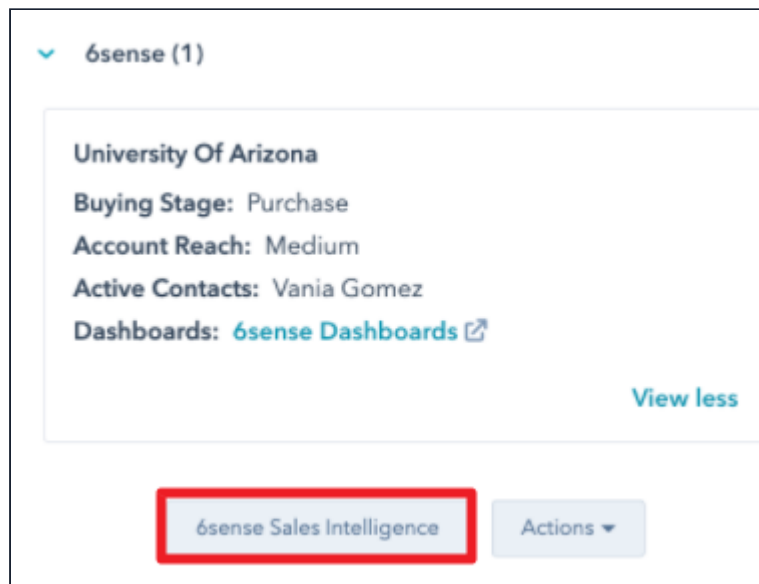 6sense (1)
University Of Arizona
Buying Stage: Purchase
Account Reach: Medium
Active Contacts: Vania Gomez
Dashboards: 6sense Dashboards
View less
6sense Sales Intelligence
Actions